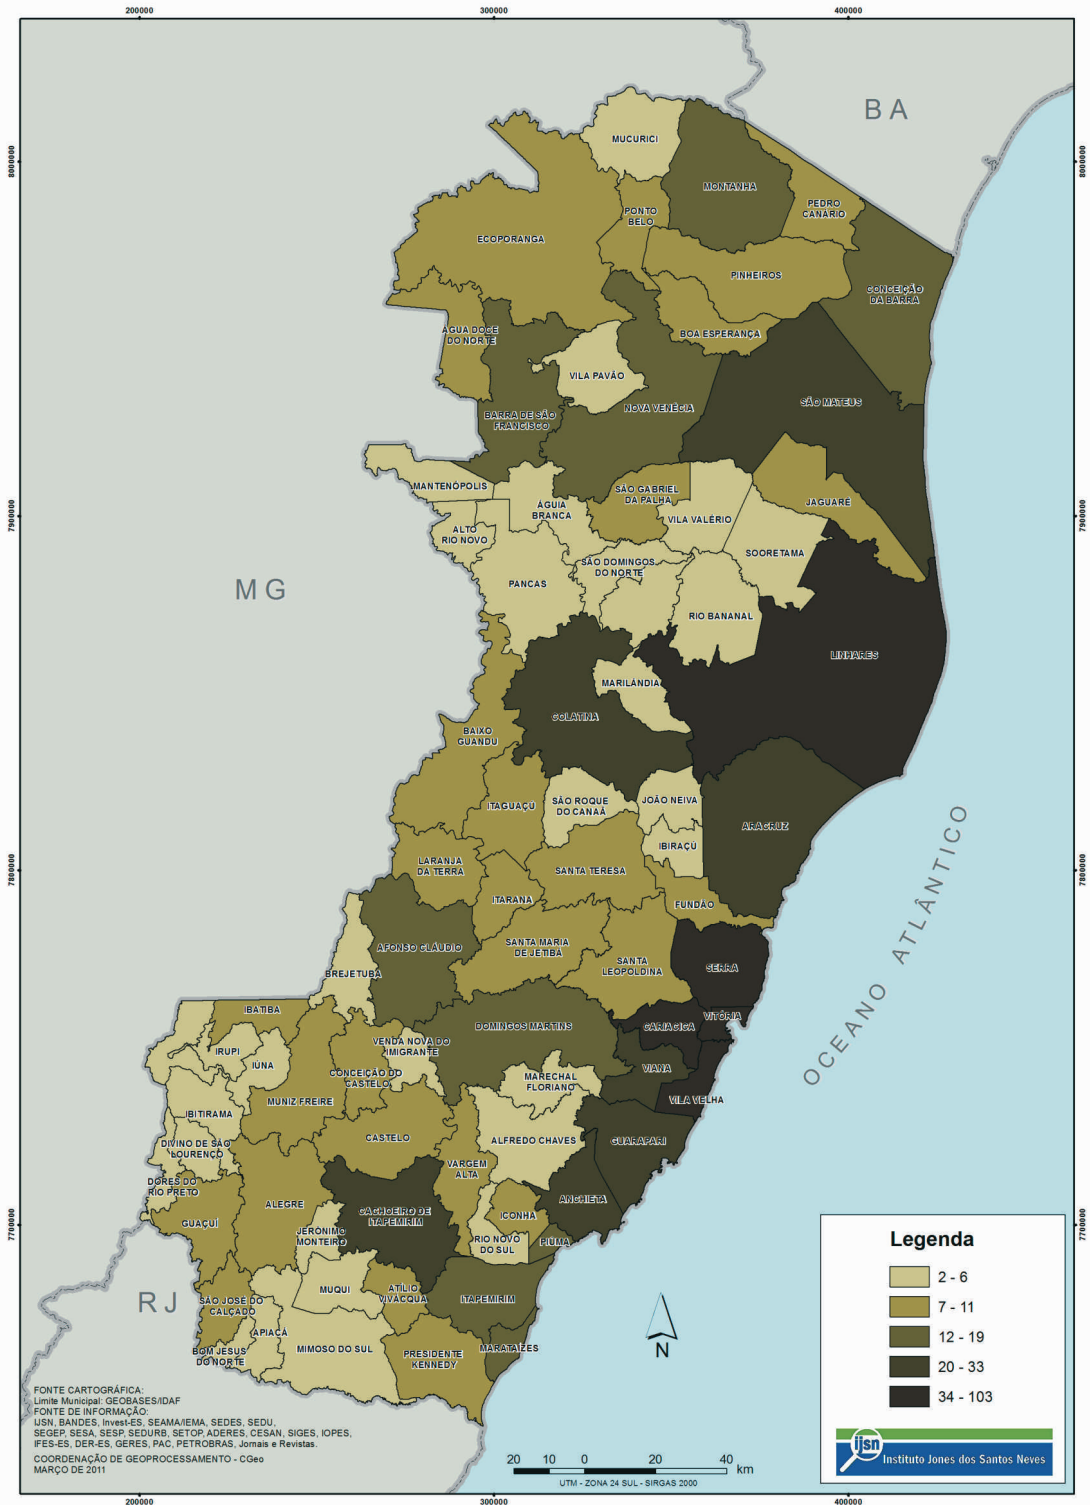 200000
300000
400000
8000000
8000000
BA
MUCURICI
MONTANHA
PEDRO
CANÁRIO
PONTO
BELO
ECOPORANGA
PINHEIROS
CONCEIÇÃO
DA BARRA
ÁGUA DOCE
DO NORTE
BOA ESPERANÇA
VILA PAVÃO
NOVA VENÉCIA
SÃO MATEUS
BARRA DE SÃO
FRANCISCO
MANTENÓPOLIS
SÃO GABRIEL
DA PALHA
JAGUARÉ
7900000
7900000
ÁGUIA
BRANCA
VILA VALÉRIO
ALTO
RIO NOVO
SOORETAMA
SÃO DOMINGOS
DO NORTE
PANCAS
MG
RIO BANANAL
LINHARES
MARILÂNDIA
COLATINA
BAIXO
GUANDU
ITAGUAÇU
SÃO ROQUE
DO CANAÃ
JOÃO NEIVA
ARACRUZ
IBIRAÇÚ
LARANJA
DA TERRA
SANTA TERESA
7800000
7800000
ITARANA
FUNDÃO
OCEANO ATLÂNTICO
AFONSO CLÁUDIO
SANTA MARIA
DE JETIBA
SANTA
LEOPOLDINA
SERRA
BREJETUBA
IBATIBA
VITÓRIA
DOMINGOS MARTINS
CARIACICA
VENDA NOVA DO
IMIGRANTE
IRUPI
IÚNA
VIANA
CONCEIÇÃO DO
CASTELO
MARECHAL
FLORIANO
MUNIZ FREIRE
VILA VELHA
IBITIRAMA
CASTELO
ALFREDO CHAVES
GUARAPARI
DIVINO DE SÃO
LOURENÇO
VARGEM
ALTA
DORES DO
RIO PRETO
ANCHIETA
ALEGRE
CACHOEIRO DE
ITAPEMIRIM
ICONHA
GUAÇUÍ
7700000
7700000
JERÔNIMO
MONTEIRO
RIO NOVO
DO SUL
PIÚMA
MUQUI
ATÍLIO
VIVÁCQUA
ITAPEMIRIM
SÃO JOSÉ DO
CALÇADO
RJ
APIACÁ
BOM JESUS
DO NORTE
MIMOSO DO SUL
PRESIDENTE
KENNEDY
MARATAÍZES
N
Legenda
2 - 6
7 - 11
12 - 19
20 - 33
34 - 103
ijsn
Instituto Jones dos Santos Neves
FONTE CARTOGRÁFICA:
Limite Municipal: GEOBASES/IDAF
FONTE DE INFORMAÇÃO:
IJSN, BANDES, Invest-ES, SEAMA/IEMA, SEDES, SEDU,
SEGEP, SESA, SESP, SEDURB, SETOP, ADERES, CESAN, SIGES, IOPES,
IFES-ES, DER-ES, GERES, PAC, PETROBRAS, Jornais e Revistas.
COORDENAÇÃO DE GEOPROCESSAMENTO - CGeo
MARÇO DE 2011
20 10 0 20 40 km
UTM - ZONA 24 SUL - SIRGAS 2000
200000
300000
400000